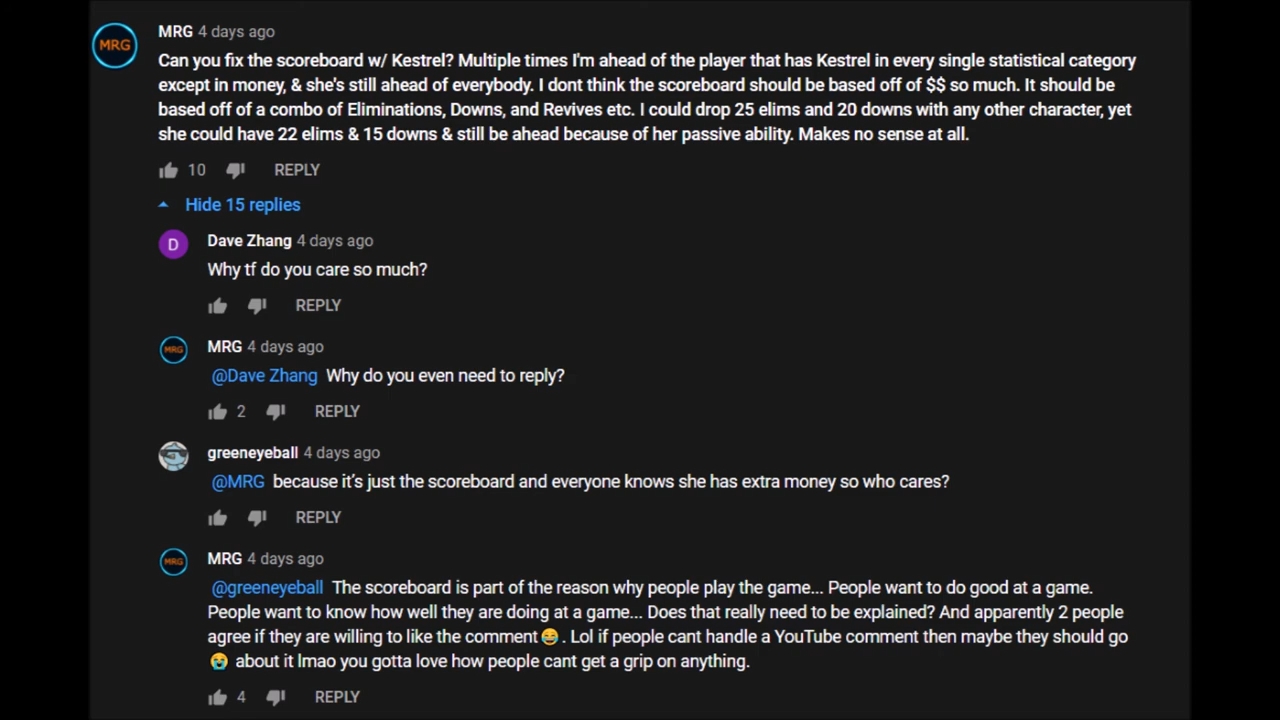 MRG
MRG 4 days ago
Can you fix the scoreboard w/ Kestrel? Multiple times I'm ahead of the player that has Kestrel in every single statistical category
except in money, & she's still ahead of everybody. I dont think the scoreboard should be based off of $$ so much. It should be
based off of a combo of Eliminations, Downs, and Revives etc. I could drop 25 elims and 20 downs with any other character, yet
she could have 22 elims & 15 downs & still be ahead because of her passive ability. Makes no sense at all.
10 REPLY
Hide 15 replies
D
Dave Zhang 4 days ago
Why tf do you care so much?
REPLY
MRG
MRG 4 days ago
@Dave Zhang Why do you even need to reply?
2 REPLY
greeneyeball 4 days ago
@MRG because it's just the scoreboard and everyone knows she has extra money so who cares?
REPLY
MRG
MRG 4 days ago
@greeneyeball The scoreboard is part of the reason why people play the game... People want to do good at a game.
People want to know how well they are doing at a game... Does that really need to be explained? And apparently 2 people
agree if they are willing to like the comment😂. Lol if people cant handle a YouTube comment then maybe they should go
😭 about it lmao you gotta love how people cant get a grip on anything.
4 REPLY